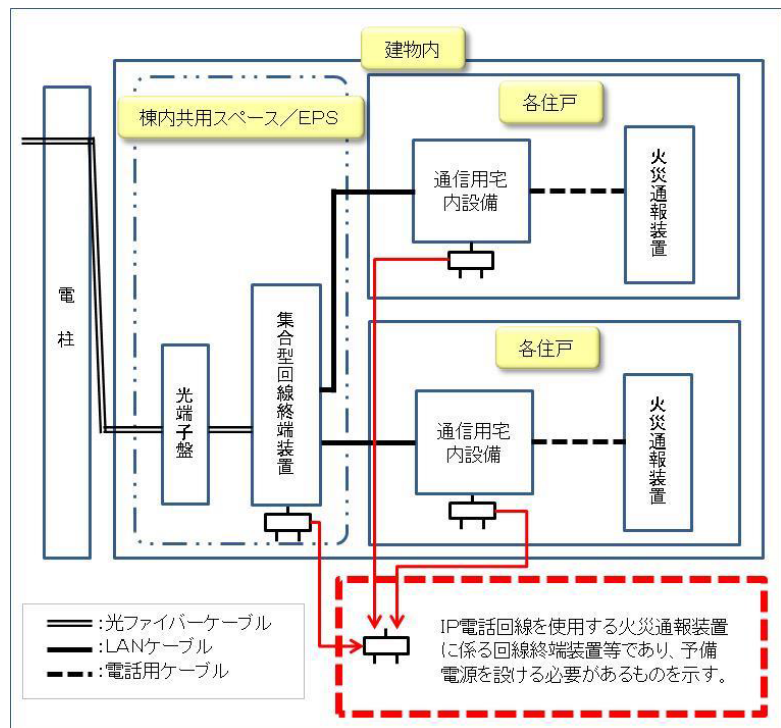 建物内
棟内共用スペース／EPS
各住戸
通信用宅
内設備
火災通報装置
電柱
集合型回線終端装置
光端子盤
各住戸
通信用宅
内設備
火災通報装置
:光ファイバーケーブル
:LANケーブル
:電話用ケーブル
IP電話回線を使用する火災通報装置
に係る回線終端装置等であり、予備
電源を設ける必要があるものを示す。